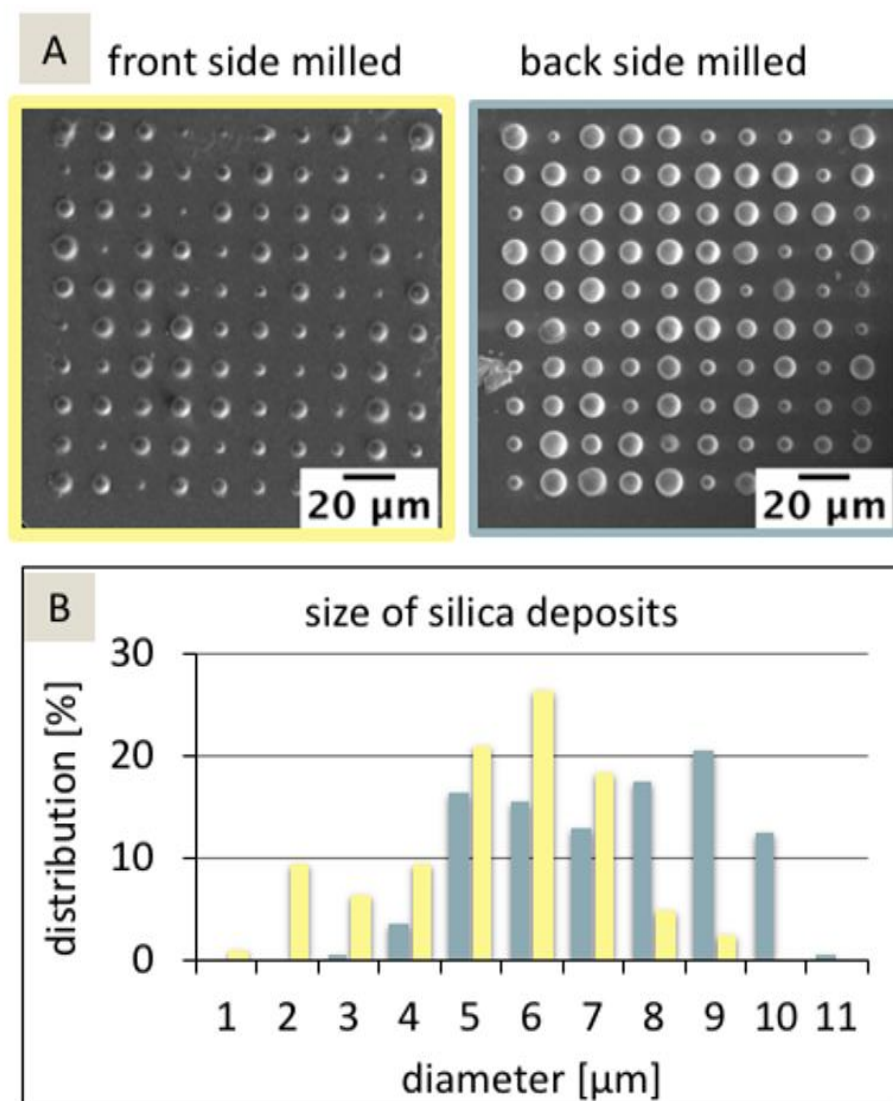 A
front side milled
back side milled
20 μm
20 μm
B
size of silica deposits
distribution [%]
30
20
10
0
1 2 3 4 5 6 7 8 9 10 11
diameter [μm]